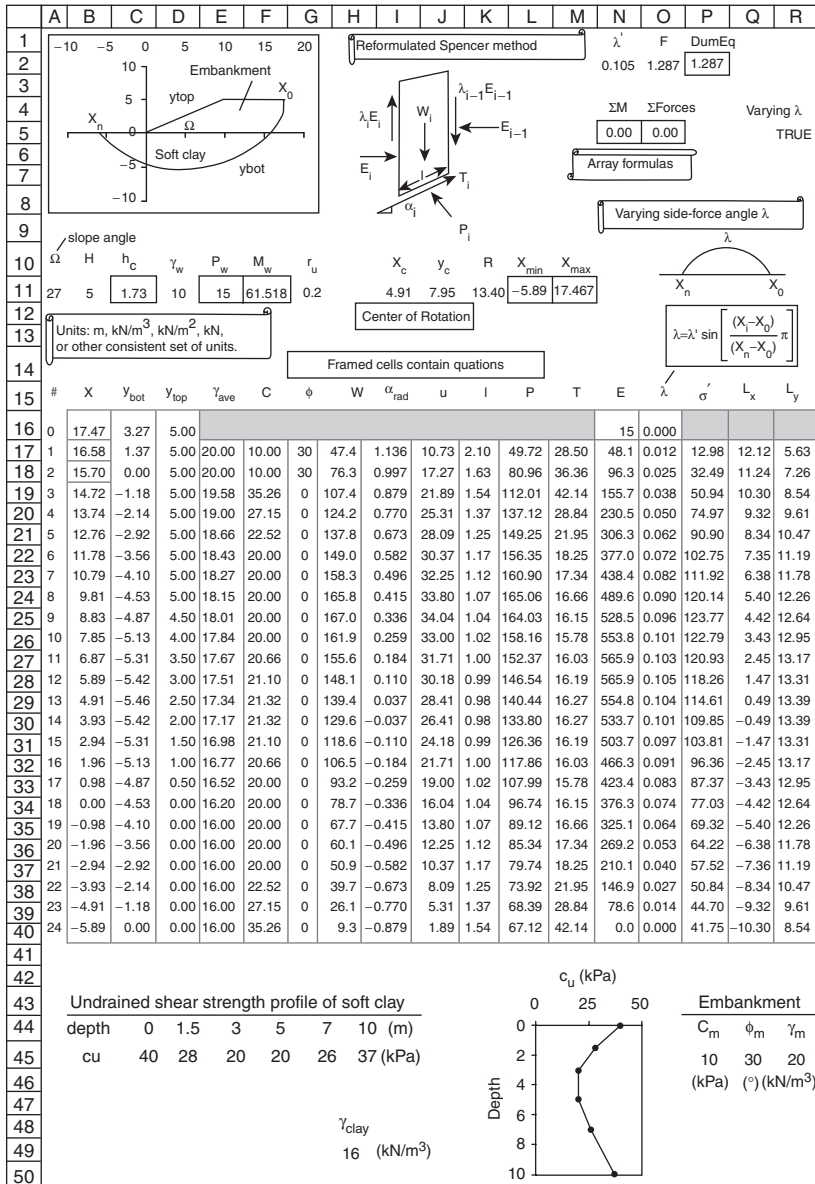 A B C D E F G H I J K L M N O P Q R
1 −10 −5 0 5 10 15 20 Reformulated Spencer method λ′ F DumEq
2 10 Embankment 0.105 1.287 1.287
3 ytop X0 λiEi Wi λi−1Ei−1
4 5 ΣM ΣForces Varying λ
5 Xn 0 Ω Ei−1 0.00 0.00 TRUE
6 Soft clay ybot Ei l Ti Array formulas
7 −5
8 −10 αi Pi Varying side-force angle λ
9 slope angle λ
10 Ω H hc γw Pw Mw ru Xc yc R Xmin Xmax
11 27 5 1.73 10 15 61.518 0.2 4.91 7.95 13.40 −5.89 17.467 Xn X0
12 Center of Rotation
13 Units: m, kN/m3, kN/m2, kN,
or other consistent set of units.
λ=λ′ sin[(Xi−X0)/(Xn−X0) π]
14 Framed cells contain quations
15 # X ybot ytop γave C ϕ W αrad u l P T E λ σ′ Lx Ly
16 0 17.47 3.27 5.00 15 0.000
17 1 16.58 1.37 5.00 20.00 10.00 30 47.4 1.136 10.73 2.10 49.72 28.50 48.1 0.012 12.98 12.12 5.63
18 2 15.70 0.00 5.00 20.00 10.00 30 76.3 0.997 17.27 1.63 80.96 36.36 96.3 0.025 32.49 11.24 7.26
19 3 14.72 −1.18 5.00 19.58 35.26 0 107.4 0.879 21.89 1.54 112.01 42.14 155.7 0.038 50.94 10.30 8.54
20 4 13.74 −2.14 5.00 19.00 27.15 0 124.2 0.770 25.31 1.37 137.12 28.84 230.5 0.050 74.97 9.32 9.61
21 5 12.76 −2.92 5.00 18.66 22.52 0 137.8 0.673 28.09 1.25 149.25 21.95 306.3 0.062 90.90 8.34 10.47
22 6 11.78 −3.56 5.00 18.43 20.00 0 149.0 0.582 30.37 1.17 156.35 18.25 377.0 0.072 102.75 7.35 11.19
23 7 10.79 −4.10 5.00 18.27 20.00 0 158.3 0.496 32.25 1.12 160.90 17.34 438.4 0.082 111.92 6.38 11.78
24 8 9.81 −4.53 5.00 18.15 20.00 0 165.8 0.415 33.80 1.07 165.06 16.66 489.6 0.090 120.14 5.40 12.26
25 9 8.83 −4.87 4.50 18.01 20.00 0 167.0 0.336 34.04 1.04 164.03 16.15 528.5 0.096 123.77 4.42 12.64
26 10 7.85 −5.13 4.00 17.84 20.00 0 161.9 0.259 33.00 1.02 158.16 15.78 553.8 0.101 122.79 3.43 12.95
27 11 6.87 −5.31 3.50 17.67 20.66 0 155.6 0.184 31.71 1.00 152.37 16.03 565.9 0.103 120.93 2.45 13.17
28 12 5.89 −5.42 3.00 17.51 21.10 0 148.1 0.110 30.18 0.99 146.54 16.19 565.9 0.105 118.26 1.47 13.31
29 13 4.91 −5.46 2.50 17.34 21.32 0 139.4 0.037 28.41 0.98 140.44 16.27 554.8 0.104 114.61 0.49 13.39
30 14 3.93 −5.42 2.00 17.17 21.32 0 129.6 −0.037 26.41 0.98 133.80 16.27 533.7 0.101 109.85 −0.49 13.39
31 15 2.94 −5.31 1.50 16.98 21.10 0 118.6 −0.110 24.18 0.99 126.36 16.19 503.7 0.097 103.81 −1.47 13.31
32 16 1.96 −5.13 1.00 16.77 20.66 0 106.5 −0.184 21.71 1.00 117.86 16.03 466.3 0.091 96.36 −2.45 13.17
33 17 0.98 −4.87 0.50 16.52 20.00 0 93.2 −0.259 19.00 1.02 107.99 15.78 423.4 0.083 87.37 −3.43 12.95
34 18 0.00 −4.53 0.00 16.20 20.00 0 78.7 −0.336 16.04 1.04 96.74 16.15 376.3 0.074 77.03 −4.42 12.64
35 19 −0.98 −4.10 0.00 16.00 20.00 0 67.7 −0.415 13.80 1.07 89.12 16.66 325.1 0.064 69.32 −5.40 12.26
36 20 −1.96 −3.56 0.00 16.00 20.00 0 60.1 −0.496 12.25 1.12 85.34 17.34 269.2 0.053 64.22 −6.38 11.78
37 21 −2.94 −2.92 0.00 16.00 20.00 0 50.9 −0.582 10.37 1.17 79.74 18.25 210.1 0.040 57.52 −7.36 11.19
38 22 −3.93 −2.14 0.00 16.00 22.52 0 39.7 −0.673 8.09 1.25 73.92 21.95 146.9 0.027 50.84 −8.34 10.47
39 23 −4.91 −1.18 0.00 16.00 27.15 0 26.1 −0.770 5.31 1.37 68.39 28.84 78.6 0.014 44.70 −9.32 9.61
40 24 −5.89 0.00 0.00 16.00 35.26 0 9.3 −0.879 1.89 1.54 67.12 42.14 0.0 0.000 41.75 −10.30 8.54
41
42 cu (kPa)
43 Undrained shear strength profile of soft clay 0 25 50 Embankment
44 depth 0 1.5 3 5 7 10 (m) 0 Cm ϕm γm
45 cu 40 28 20 20 26 37 (kPa) 2 10 30 20
46 4 (kPa) (°) (kN/m3)
47 Depth 6
48 γclay 8
49 16 (kN/m3)
50 10